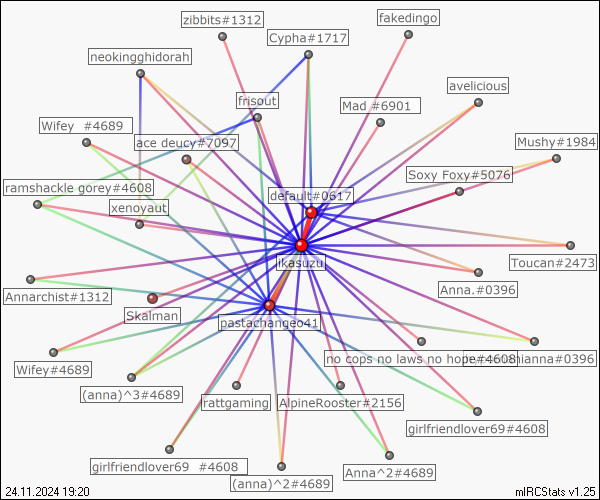 zibbits#1312
fakedingo
Cypha#1717
neokingghidorah
avelicious
frisout
Mad #6901
Wifey #4689
ace deucy#7097
Mushy#1984
Soxy Foxy#5076
ramshackle gorey#4608
default#0617
xenoyaut
ikasuzu
Toucan#2473
Anna.#0396
Annarchist#1312
Skalman
pastachangeo41
no cops no laws no hope#4608
ianna#0396
Wifey#4689
(anna)^3#4689
rattgaming
AlpineRooster#2156
girlfriendlover69#4608
girlfriendlover69 #4608
Anna^2#4689
(anna)^2#4689
24.11.2024 19:20
mIRCStats v1.25